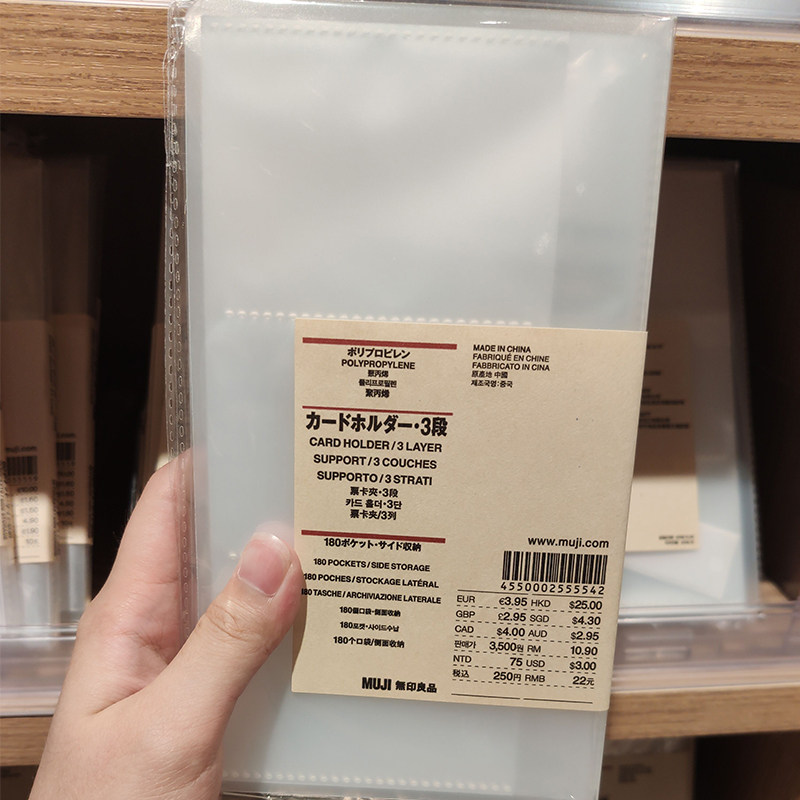 ポリプロピレン
POLYPROPYLENE
聚丙烯
폴리프로필렌
聚丙烯
カードホルダー・3段
CARD HOLDER/3 LAYER
SUPPORT/3 COUCHES
SUPPORTO/3 STRATI
票卡夾・3段
카드 홀더・3단
票卡夹/3列
180ポケット・サイド収納
180 POCKETS/SIDE STORAGE
180 POCHES/STOCKAGE LATÉRAL
180 TASCHE/ARCHIVIAZIONE LATERALE
180個口袋・側面收納
180포켓・사이드수납
180个口袋/侧面收纳
MUJI 無印良品
MADE IN CHINA
FABRIQUÉ EN CHINE
FABBRICATO IN CINA
原產地 中國
제조국명:중국
www.muji.com
4550002555542
EUR €3.95 HKD $25.00
GBP £2.95 SGD $4.30
CAD $4.00 AUD $2.95
판매가 3,500원 RM 10.90
NTD 75 USD $3.00
税込 250円 RMB 22元